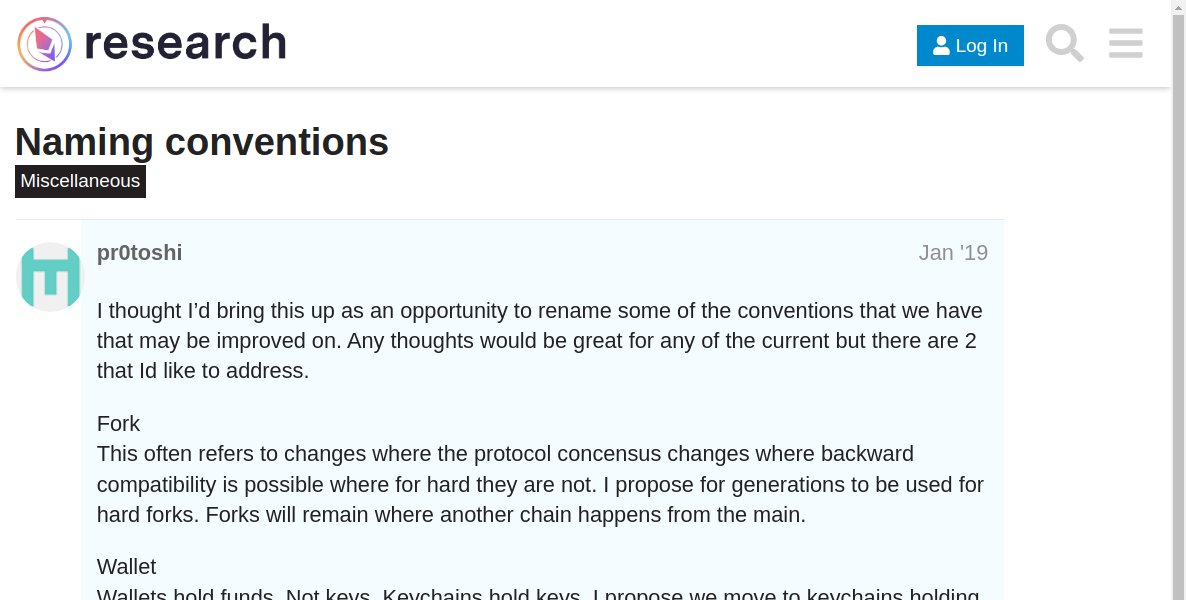 research
Log In
Naming conventions
Miscellaneous
pr0toshi
Jan '19
I thought I’d bring this up as an opportunity to rename some of the conventions that we have
that may be improved on. Any thoughts would be great for any of the current but there are 2
that Id like to address.
Fork
This often refers to changes where the protocol concensus changes where backward
compatibility is possible where for hard they are not. I propose for generations to be used for
hard forks. Forks will remain where another chain happens from the main.
Wallet
Wallets hold funds. Not keys. Keychains hold keys. I propose we move to keychains holding